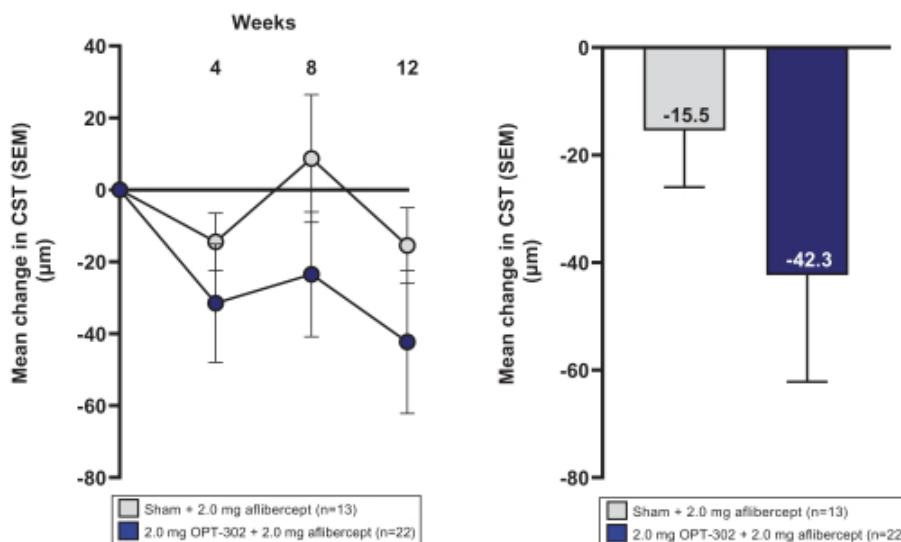 Weeks
4 8 12
Mean change in CST (SEM)
(µm)
40
20
0
-20
-40
-60
-80
Sham + 2.0 mg aflibercept (n=13)
2.0 mg OPT-302 + 2.0 mg aflibercept (n=22)
Mean change in CST (SEM)
(µm)
-0
-20
-40
-60
-80
-15.5
-42.3
Sham + 2.0 mg aflibercept (n=13)
2.0 mg OPT-302 + 2.0 mg aflibercept (n=22